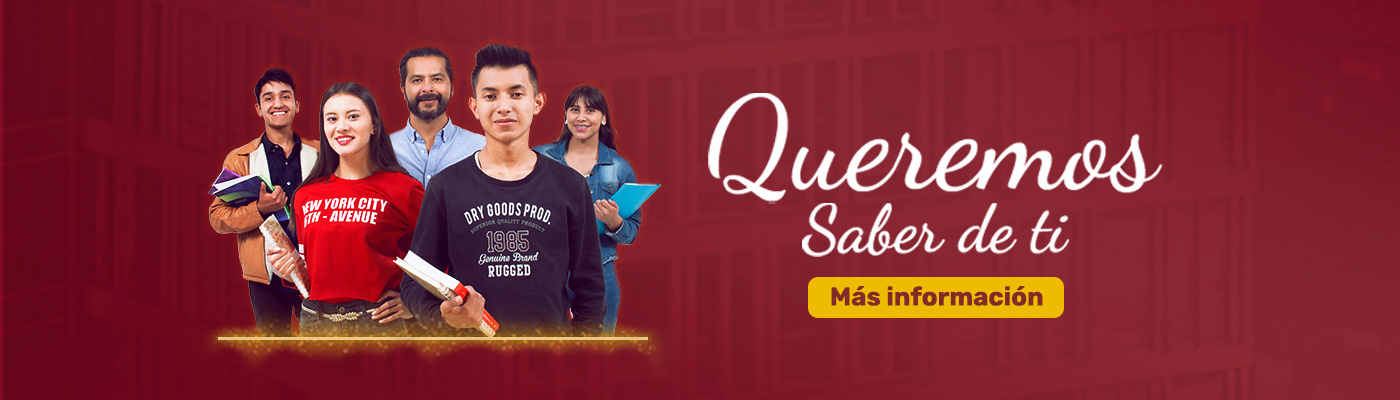 NEW YORK CITY
5TH - AVENUE
DRY GOODS PROD.
SUPERIOR QUALITY PRODUCT
1985
Genuine Brand
RUGGED
Queremos
Saber de ti
Más información